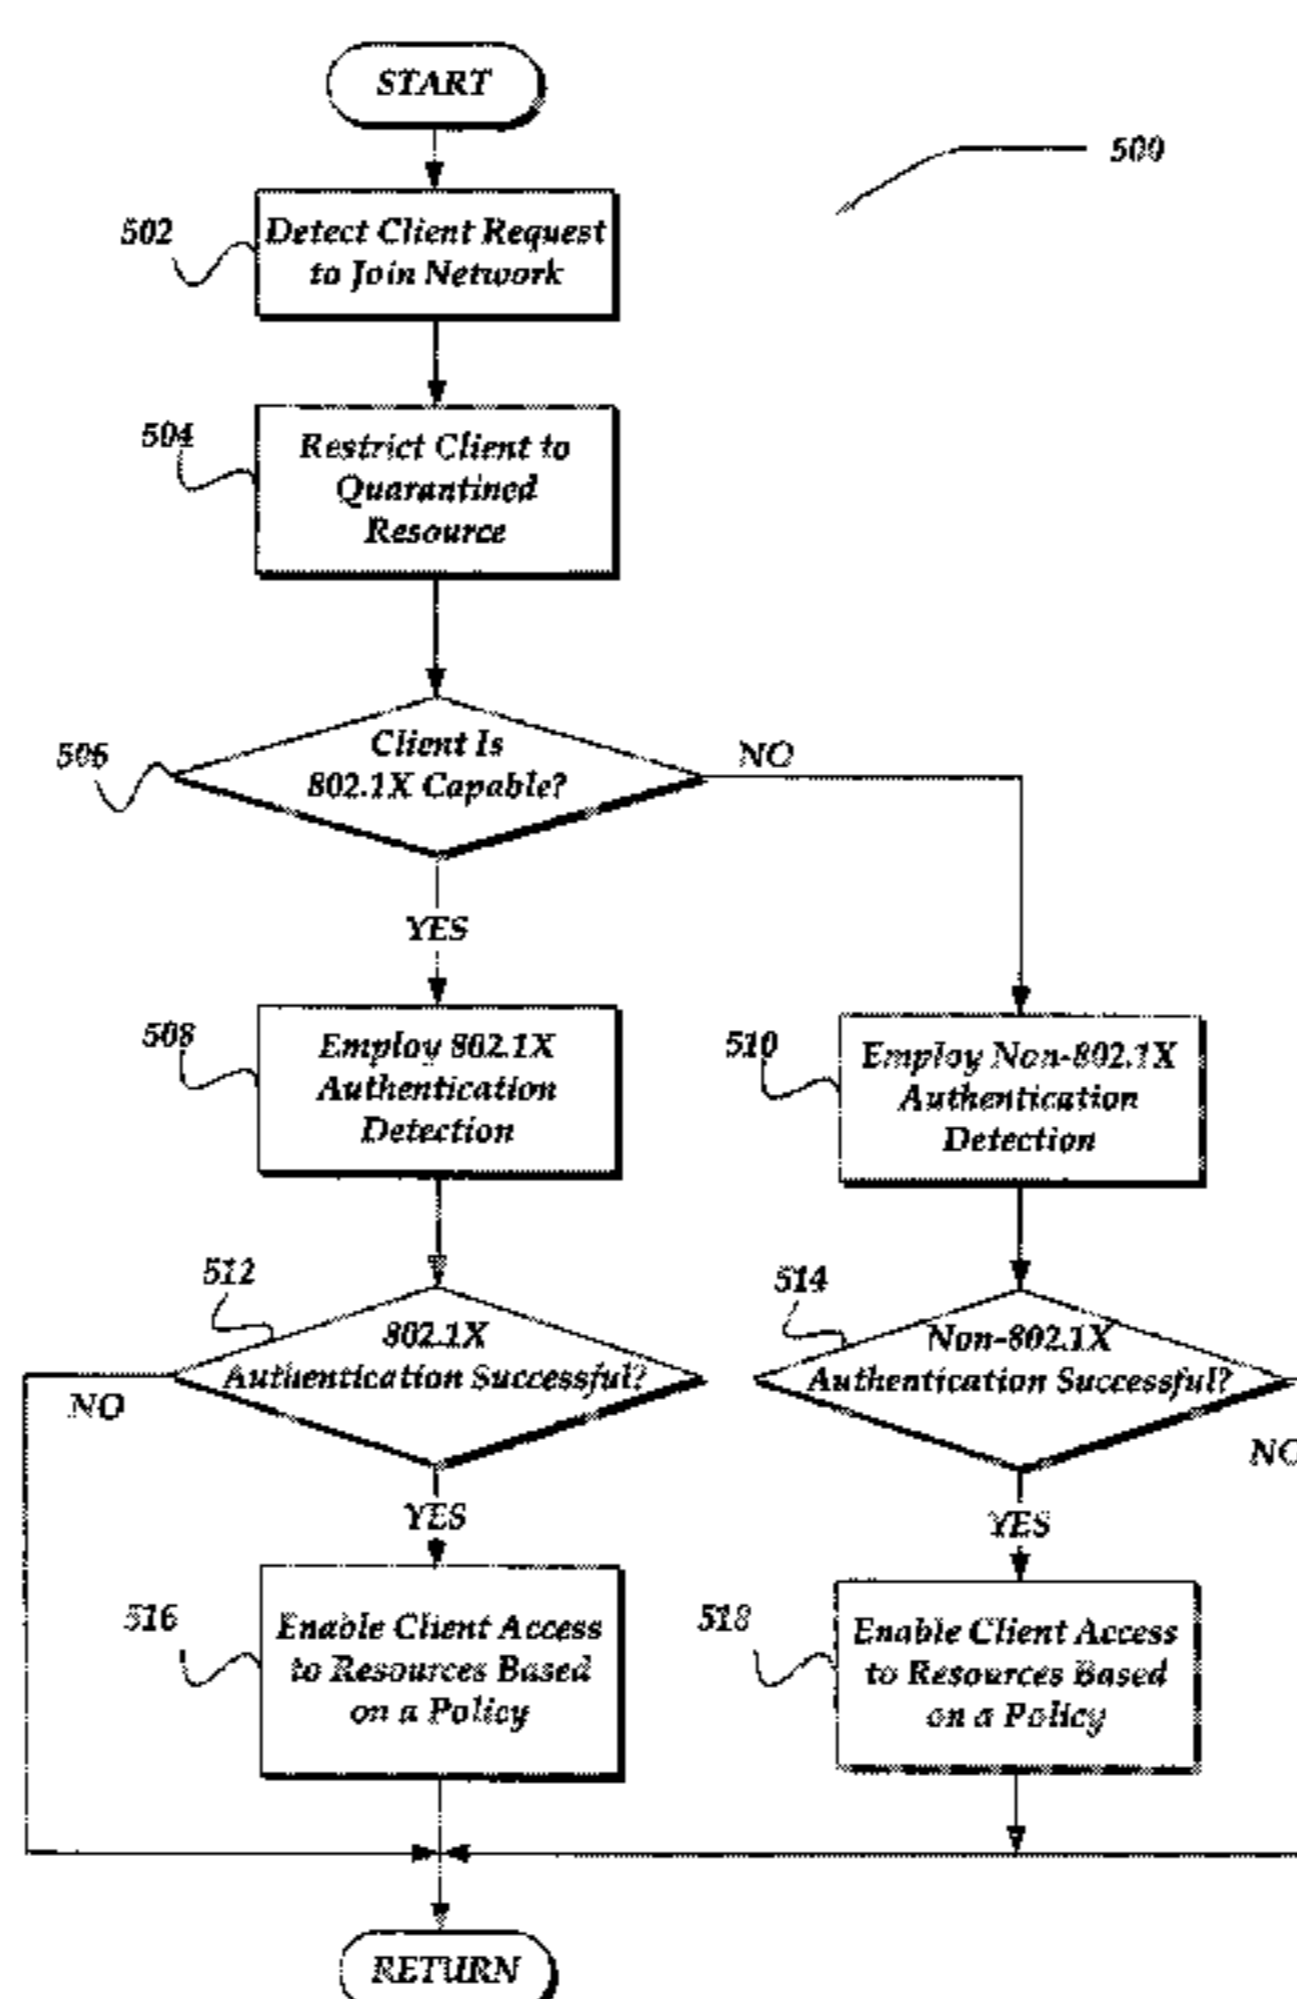 START
500
502
Detect Client Request
to Join Network
504
Restrict Client to
Quarantined
Resource
506
Client Is
802.1X Capable?
NO
YES
508
Employ 802.1X
Authentication
Detection
510
Employ Non-802.1X
Authentication
Detection
512
802.1X
Authentication Successful?
NO
514
Non-802.1X
Authentication Successful?
NO
YES
YES
516
Enable Client Access
to Resources Based
on a Policy
518
Enable Client Access
to Resources Based
on a Policy
RETURN